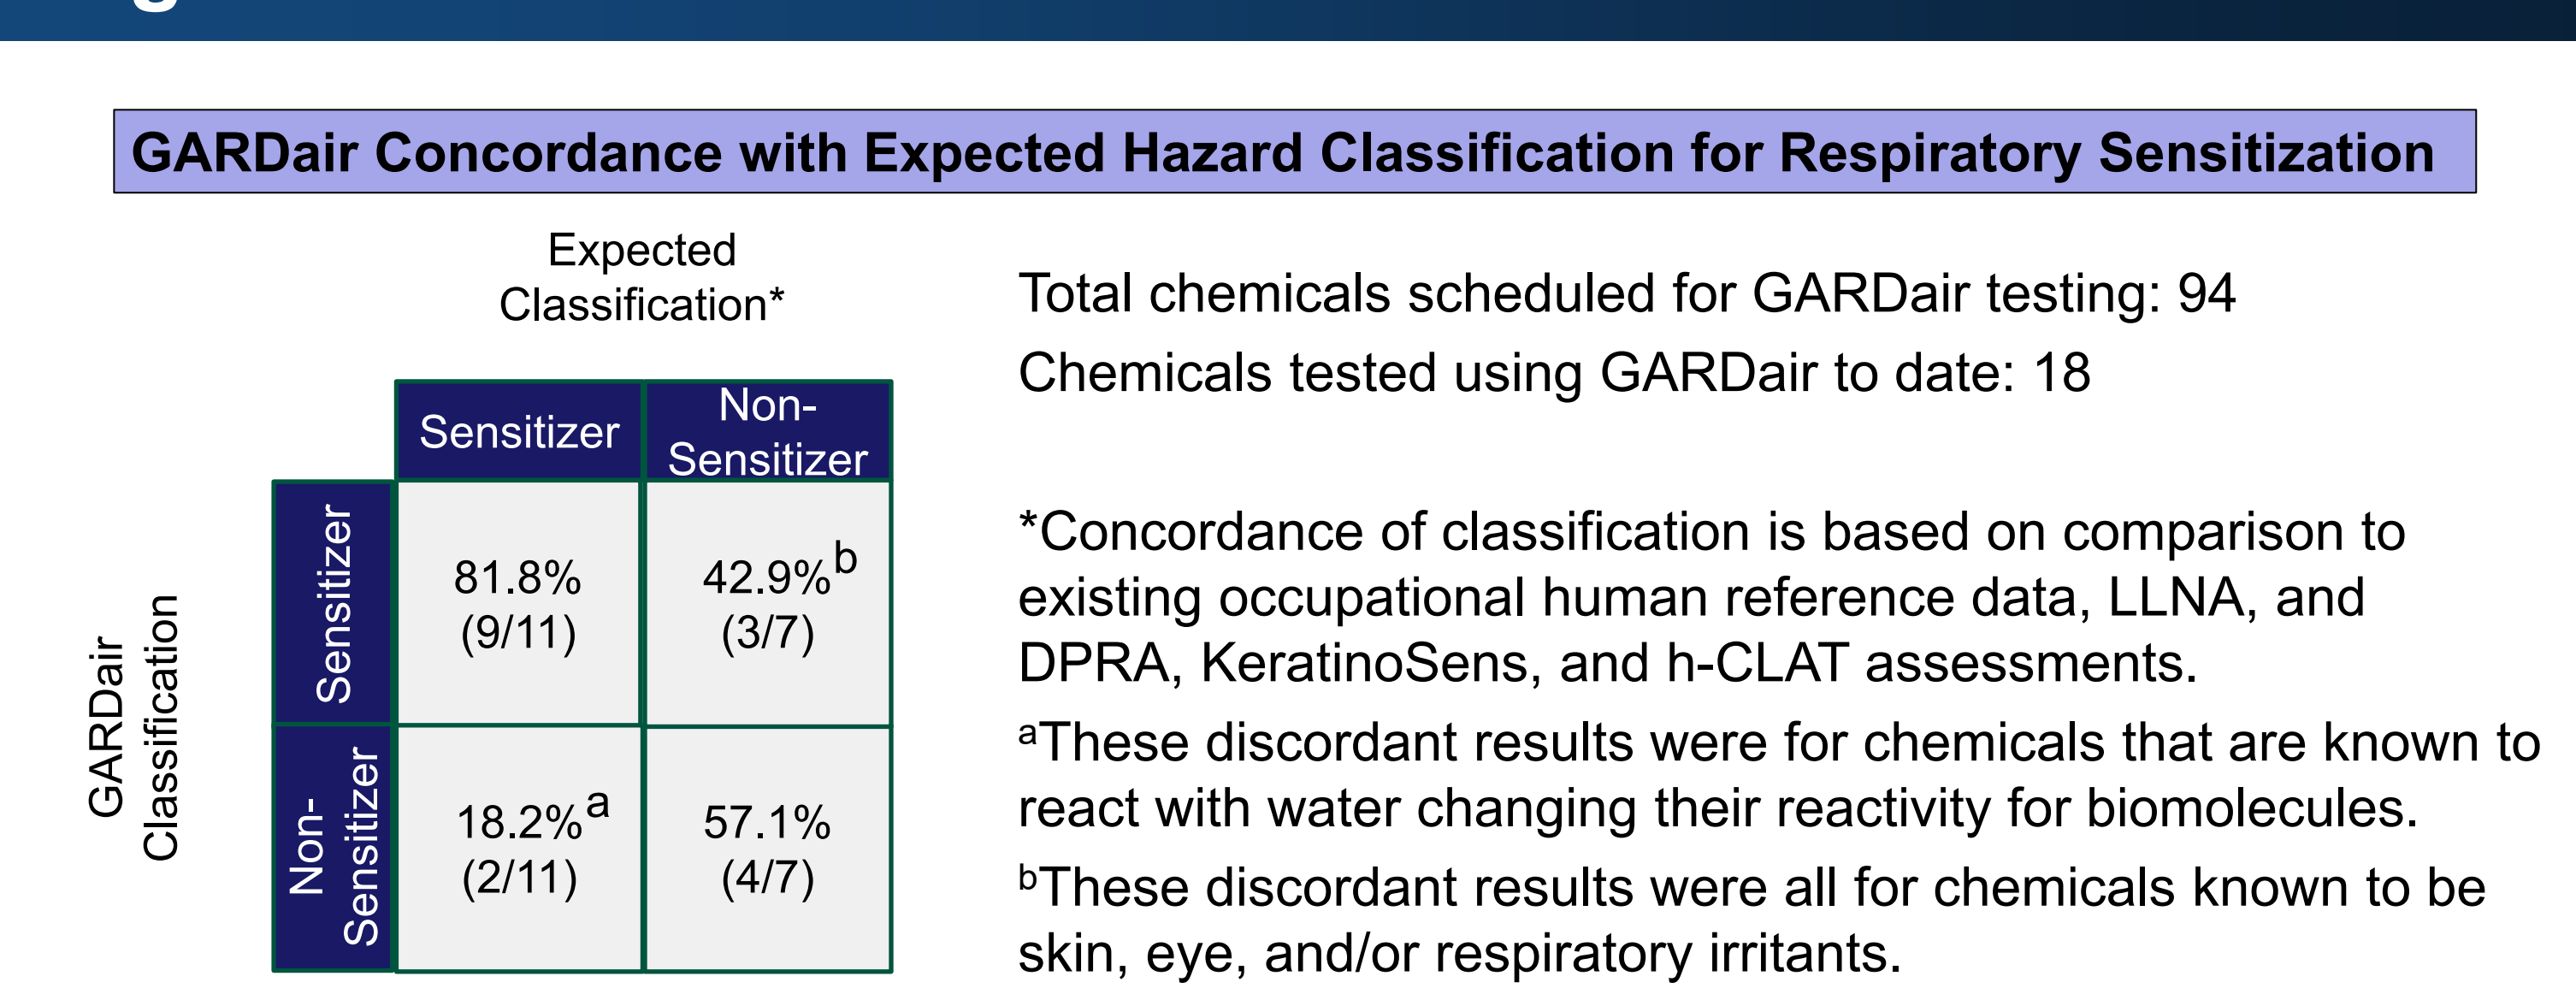 g
GARDair Concordance with Expected Hazard Classification for Respiratory Sensitization
Expected
Classification*
Sensitizer
Non-
Sensitizer
GARDair
Classification
Sensitizer
81.8%
(9/11)
42.9%b
(3/7)
Non-
Sensitizer
18.2%a
(2/11)
57.1%
(4/7)
Total chemicals scheduled for GARDair testing: 94
Chemicals tested using GARDair to date: 18
*Concordance of classification is based on comparison to
existing occupational human reference data, LLNA, and
DPRA, KeratinoSens, and h-CLAT assessments.
aThese discordant results were for chemicals that are known to
react with water changing their reactivity for biomolecules.
bThese discordant results were all for chemicals known to be
skin, eye, and/or respiratory irritants.